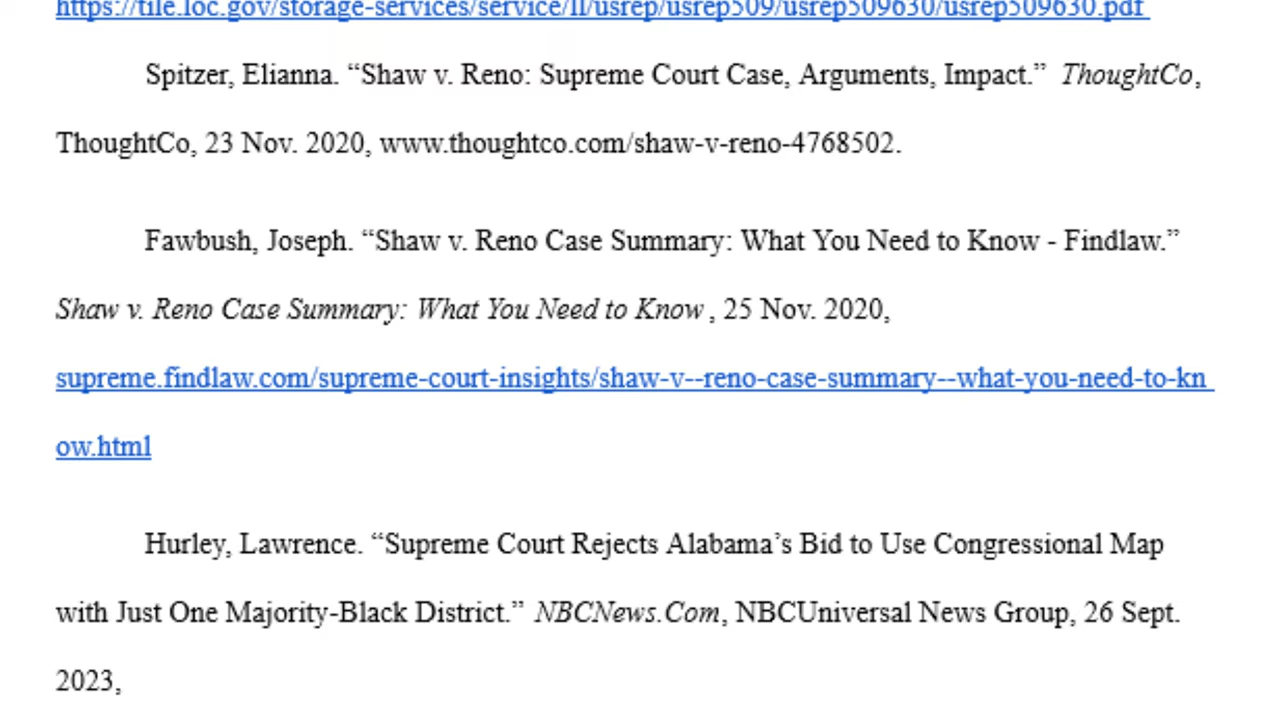 https://tile.loc.gov/storage-services/service/ll/usrep/usrep509/usrep509630/usrep509630.pdf
Spitzer, Elianna. “Shaw v. Reno: Supreme Court Case, Arguments, Impact.” ThoughtCo,
ThoughtCo, 23 Nov. 2020, www.thoughtco.com/shaw-v-reno-4768502.
Fawbush, Joseph. “Shaw v. Reno Case Summary: What You Need to Know - Findlaw.”
Shaw v. Reno Case Summary: What You Need to Know, 25 Nov. 2020,
supreme.findlaw.com/supreme-court-insights/shaw-v--reno-case-summary--what-you-need-to-kn
ow.html
Hurley, Lawrence. “Supreme Court Rejects Alabama’s Bid to Use Congressional Map
with Just One Majority-Black District.” NBCNews.Com, NBCUniversal News Group, 26 Sept.
2023,